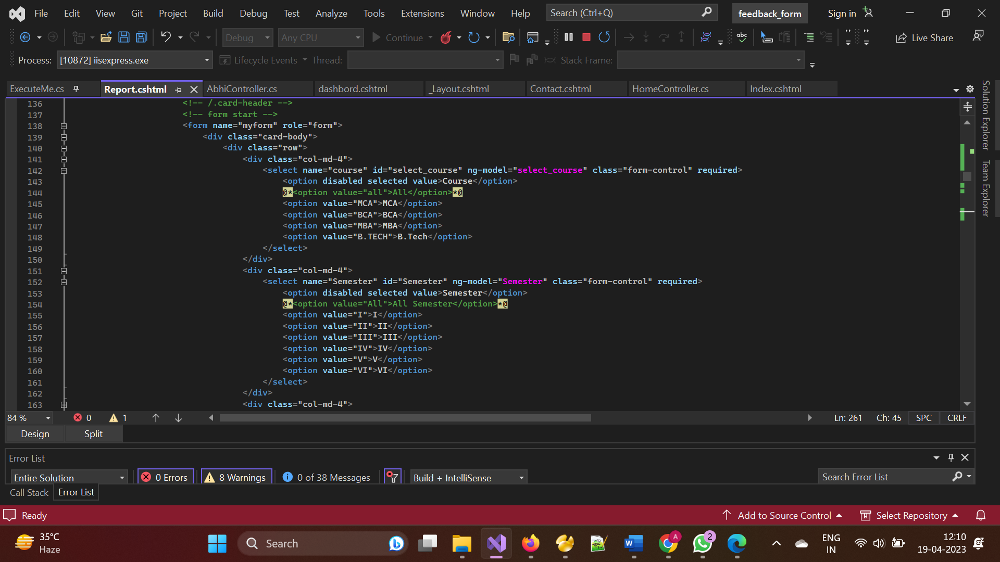 File Edit View Git Project Build Debug Test Analyze Tools Extensions Window Help Search (Ctrl+Q) feedback_form Sign in
Debug Any CPU Continue abc Live Share
Process: [10872] iisexpress.exe Lifecycle Events Thread: Stack Frame:
ExecuteMe.cs Report.cshtml AbhiController.cs dashbord.cshtml _Layout.cshtml Contact.cshtml HomeController.cs Index.cshtml
Solution Explorer
Team Explorer
136 <!-- /.card-header -->
137 <!-- form start -->
138 <form name="myform" role="form">
139 <div class="card-body">
140 <div class="row">
141 <div class="col-md-4">
142 <select name="course" id="select_course" ng-model="select_course" class="form-control" required>
143 <option disabled selected value>Course</option>
144 @*<option value="all">All</option>*@
145 <option value="MCA">MCA</option>
146 <option value="BCA">BCA</option>
147 <option value="MBA">MBA</option>
148 <option value="B.TECH">B.Tech</option>
149 </select>
150 </div>
151 <div class="col-md-4">
152 <select name="Semester" id="Semester" ng-model="Semester" class="form-control" required>
153 <option disabled selected value>Semester</option>
154 @*<option value="All">All Semester</option>*@
155 <option value="I">I</option>
156 <option value="II">II</option>
157 <option value="III">III</option>
158 <option value="IV">IV</option>
159 <option value="V">V</option>
160 <option value="VI">VI</option>
161 </select>
162 </div>
163 <div class="col-md-4">
84 % 0 1 Ln: 261 Ch: 45 SPC CRLF
Design Split
Error List
Entire Solution 0 Errors 8 Warnings 0 of 38 Messages Build + IntelliSense Search Error List
Call Stack Error List
Ready Add to Source Control Select Repository
35°C
Haze
Search
W
A
2
ENG
IN
12:10
19-04-2023